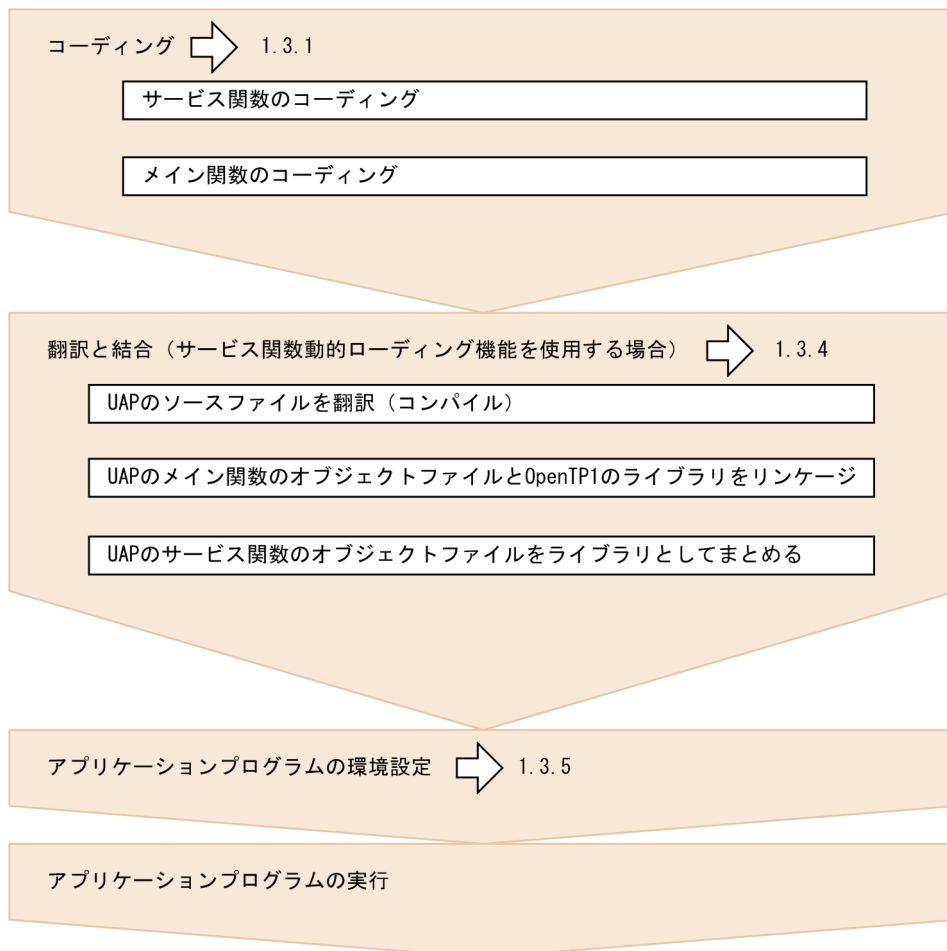 コーディング 1.3.1
サービス関数のコーディング
メイン関数のコーディング
翻訳と結合（サービス関数動的ローディング機能を使用する場合） 1.3.4
UAPのソースファイルを翻訳（コンパイル）
UAPのメイン関数のオブジェクトファイルとOpenTP1のライブラリをリンケージ
UAPのサービス関数のオブジェクトファイルをライブラリとしてまとめる
アプリケーションプログラムの環境設定 1.3.5
アプリケーションプログラムの実行